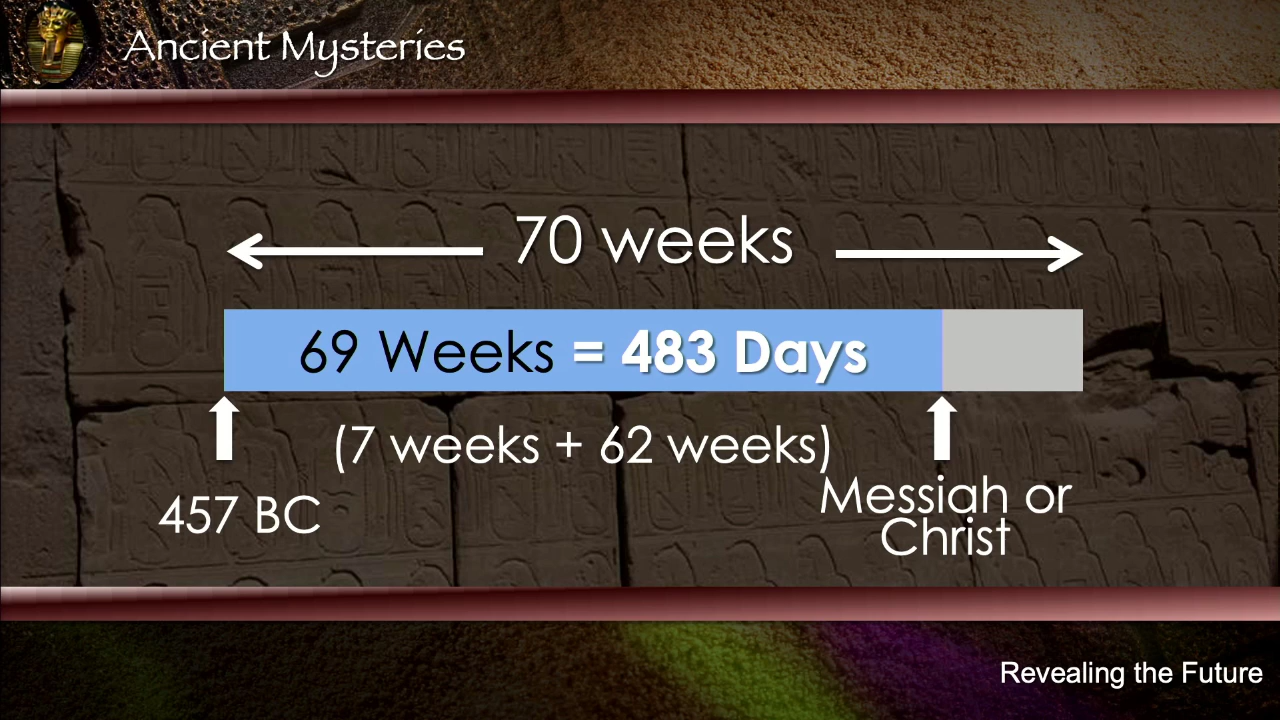 Ancient Mysteries
70 weeks
69 Weeks = 483 Days
(7 weeks + 62 weeks)
457 BC
Messiah or
Christ
Revealing the Future